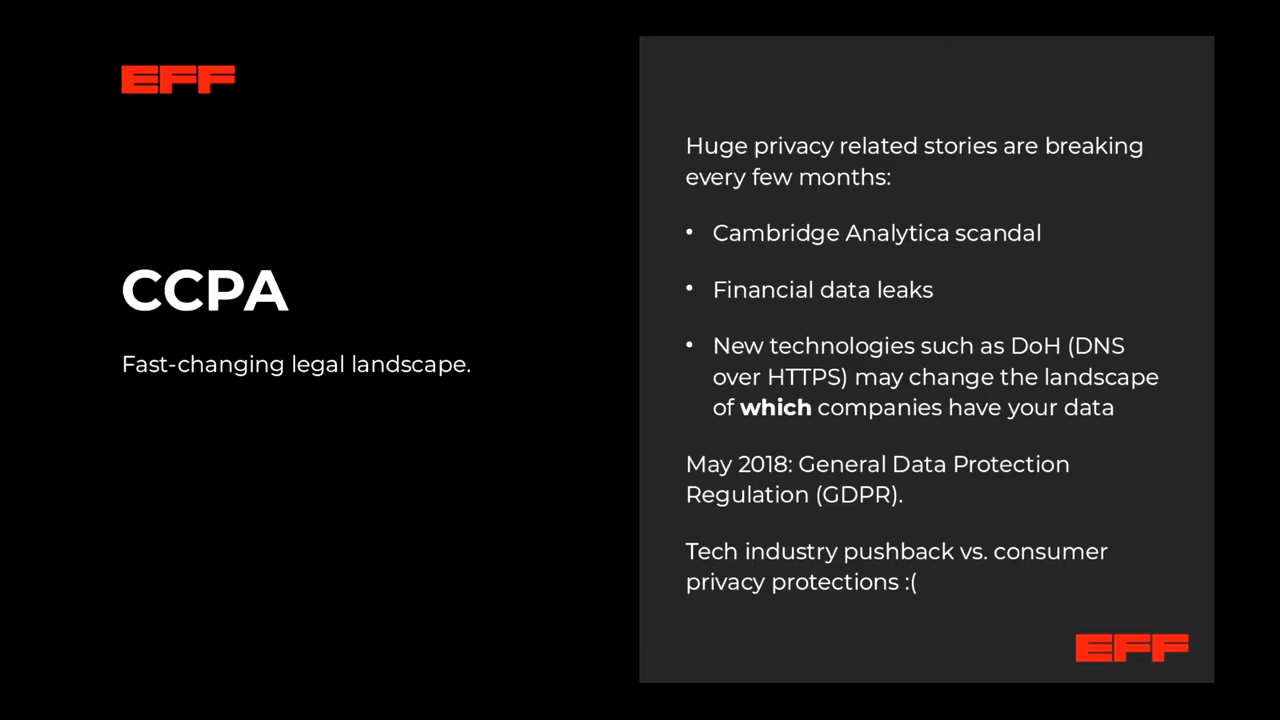 EFF
CCPA
Fast-changing legal landscape.
Huge privacy related stories are breaking
every few months:
• Cambridge Analytica scandal
• Financial data leaks
• New technologies such as DoH (DNS
over HTTPS) may change the landscape
of which companies have your data
May 2018: General Data Protection
Regulation (GDPR).
Tech industry pushback vs. consumer
privacy protections :(
EFF